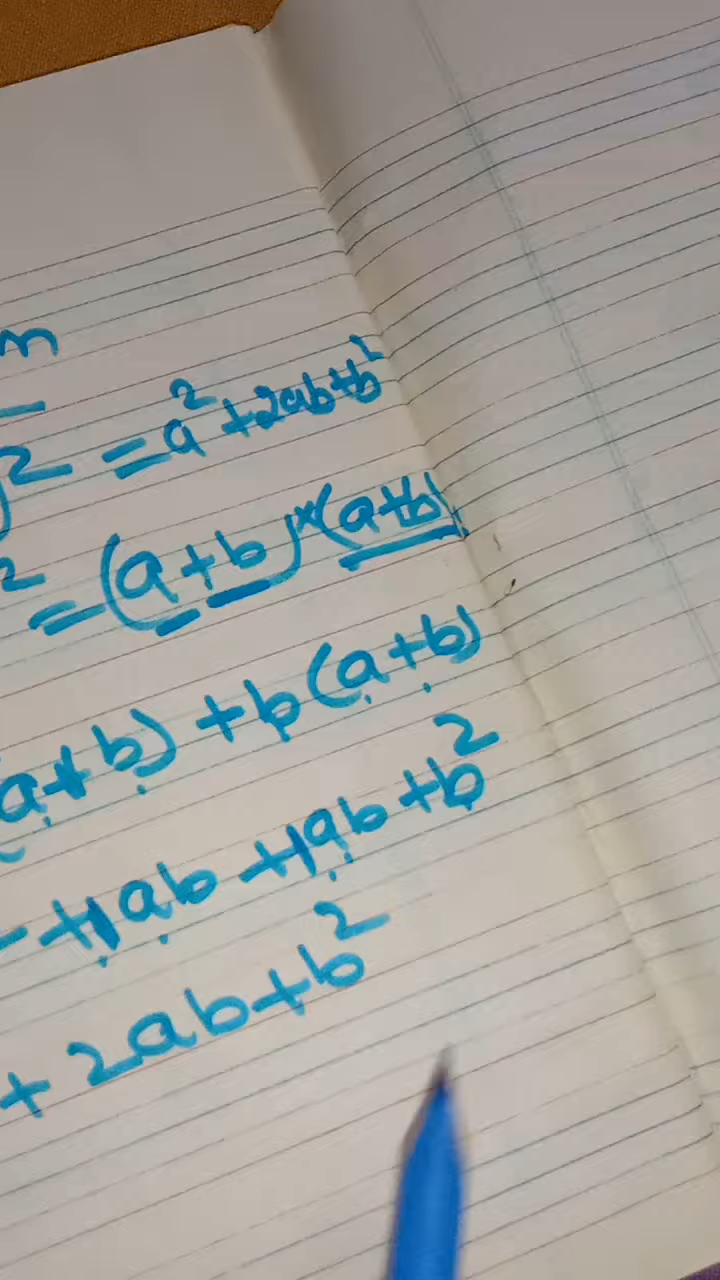 m
)² = a² + 2ab + b²
² = (a + b) * (a + b)
(a + b) + b (a + b)
+ 1ab + 1ab + b²
+ 2ab + b²